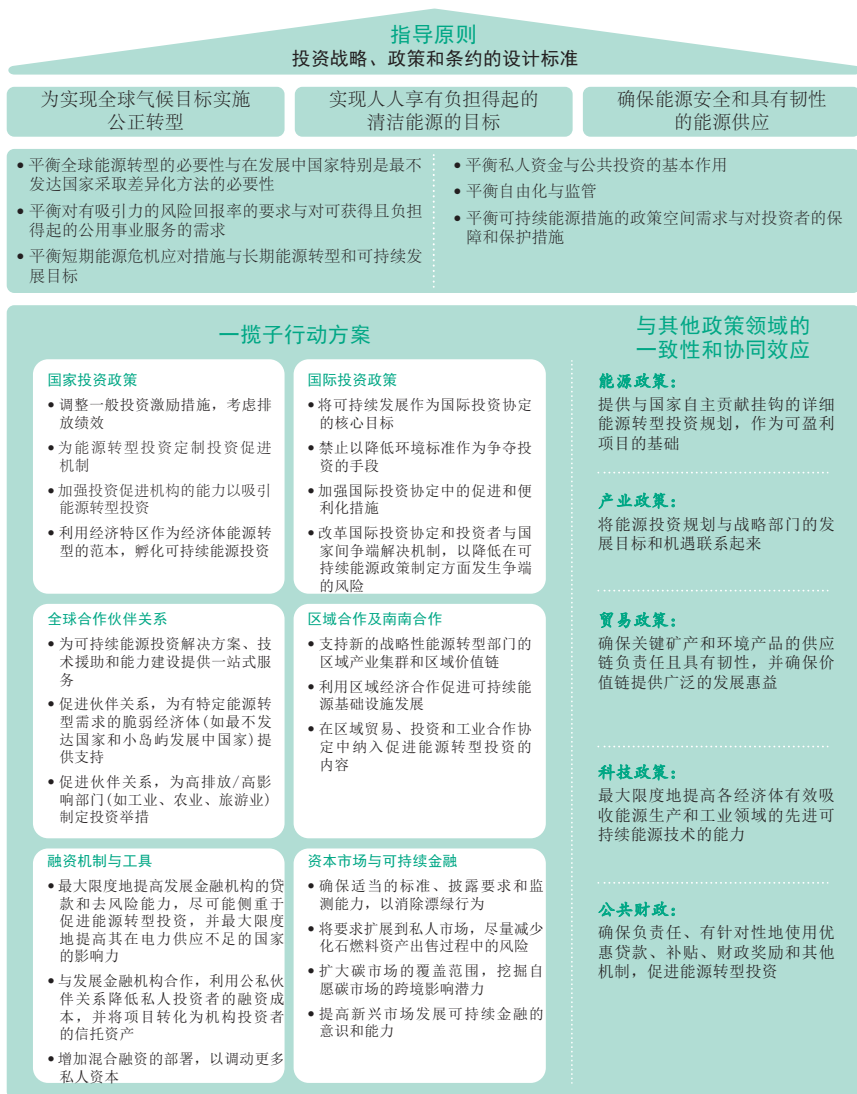 指导原则
投资战略、政策和条约的设计标准
为实现全球气候目标实施
公正转型
实现人人享有负担得起的
清洁能源的目标
确保能源安全和具有韧性
的能源供应
• 平衡全球能源转型的必要性与在发展中国家特别是最不
发达国家采取差异化方法的必要性
• 平衡对有吸引力的风险回报率的要求与对可获得且负担
得起的公用事业服务的需求
• 平衡短期能源危机应对措施与长期能源转型和可持续发
展目标
• 平衡私人资金与公共投资的基本作用
• 平衡自由化与监管
• 平衡可持续能源措施的政策空间需求与对投资者的保
障和保护措施
一揽子行动方案
国家投资政策
• 调整一般投资激励措施，考虑排
放绩效
• 为能源转型投资定制投资促进
机制
• 加强投资促进机构的能力以吸引
能源转型投资
• 利用经济特区作为经济体能源转
型的范本，孵化可持续能源投资
国际投资政策
• 将可持续发展作为国际投资协定
的核心目标
• 禁止以降低环境标准作为争夺投
资的手段
• 加强国际投资协定中的促进和便
利化措施
• 改革国际投资协定和投资者与国
家间争端解决机制，以降低在可
持续能源政策制定方面发生争端
的风险
全球合作伙伴关系
• 为可持续能源投资解决方案、技
术援助和能力建设提供一站式服
务
• 促进伙伴关系，为有特定能源转
型需求的脆弱经济体(如最不发
达国家和小岛屿发展中国家)提
供支持
• 促进伙伴关系，为高排放/高影
响部门(如工业、农业、旅游业)
制定投资举措
区域合作及南南合作
• 支持新的战略性能源转型部门的
区域产业集群和区域价值链
• 利用区域经济合作促进可持续能
源基础设施发展
• 在区域贸易、投资和工业合作协
定中纳入促进能源转型投资的
内容
融资机制与工具
• 最大限度地提高发展金融机构的贷
款和去风险能力，尽可能侧重于
促进能源转型投资，并最大限度
地提高其在电力供应不足的国家
的影响力
• 与发展金融机构合作，利用公私伙
伴关系降低私人投资者的融资成
本，并将项目转化为机构投资者
的信托资产
• 增加混合融资的部署，以调动更多
私人资本
资本市场与可持续金融
• 确保适当的标准、披露要求和监
测能力，以消除漂绿行为
• 将要求扩展到私人市场，尽量减少
化石燃料资产出售过程中的风险
• 扩大碳市场的覆盖范围，挖掘自
愿碳市场的跨境影响潜力
• 提高新兴市场发展可持续金融的
意识和能力
与其他政策领域的
一致性和协同效应
能源政策：
提供与国家自主贡献挂钩的详细
能源转型投资规划，作为可盈利
项目的基础
产业政策：
将能源投资规划与战略部门的发
展目标和机遇联系起来
贸易政策：
确保关键矿产和环境产品的供应
链负责任且具有韧性，并确保价
值链提供广泛的发展惠益
科技政策：
最大限度地提高各经济体有效吸
收能源生产和工业领域的先进可
持续能源技术的能力
公共财政：
确保负责任、有针对性地使用优
惠贷款、补贴、财政奖励和其他
机制，促进能源转型投资